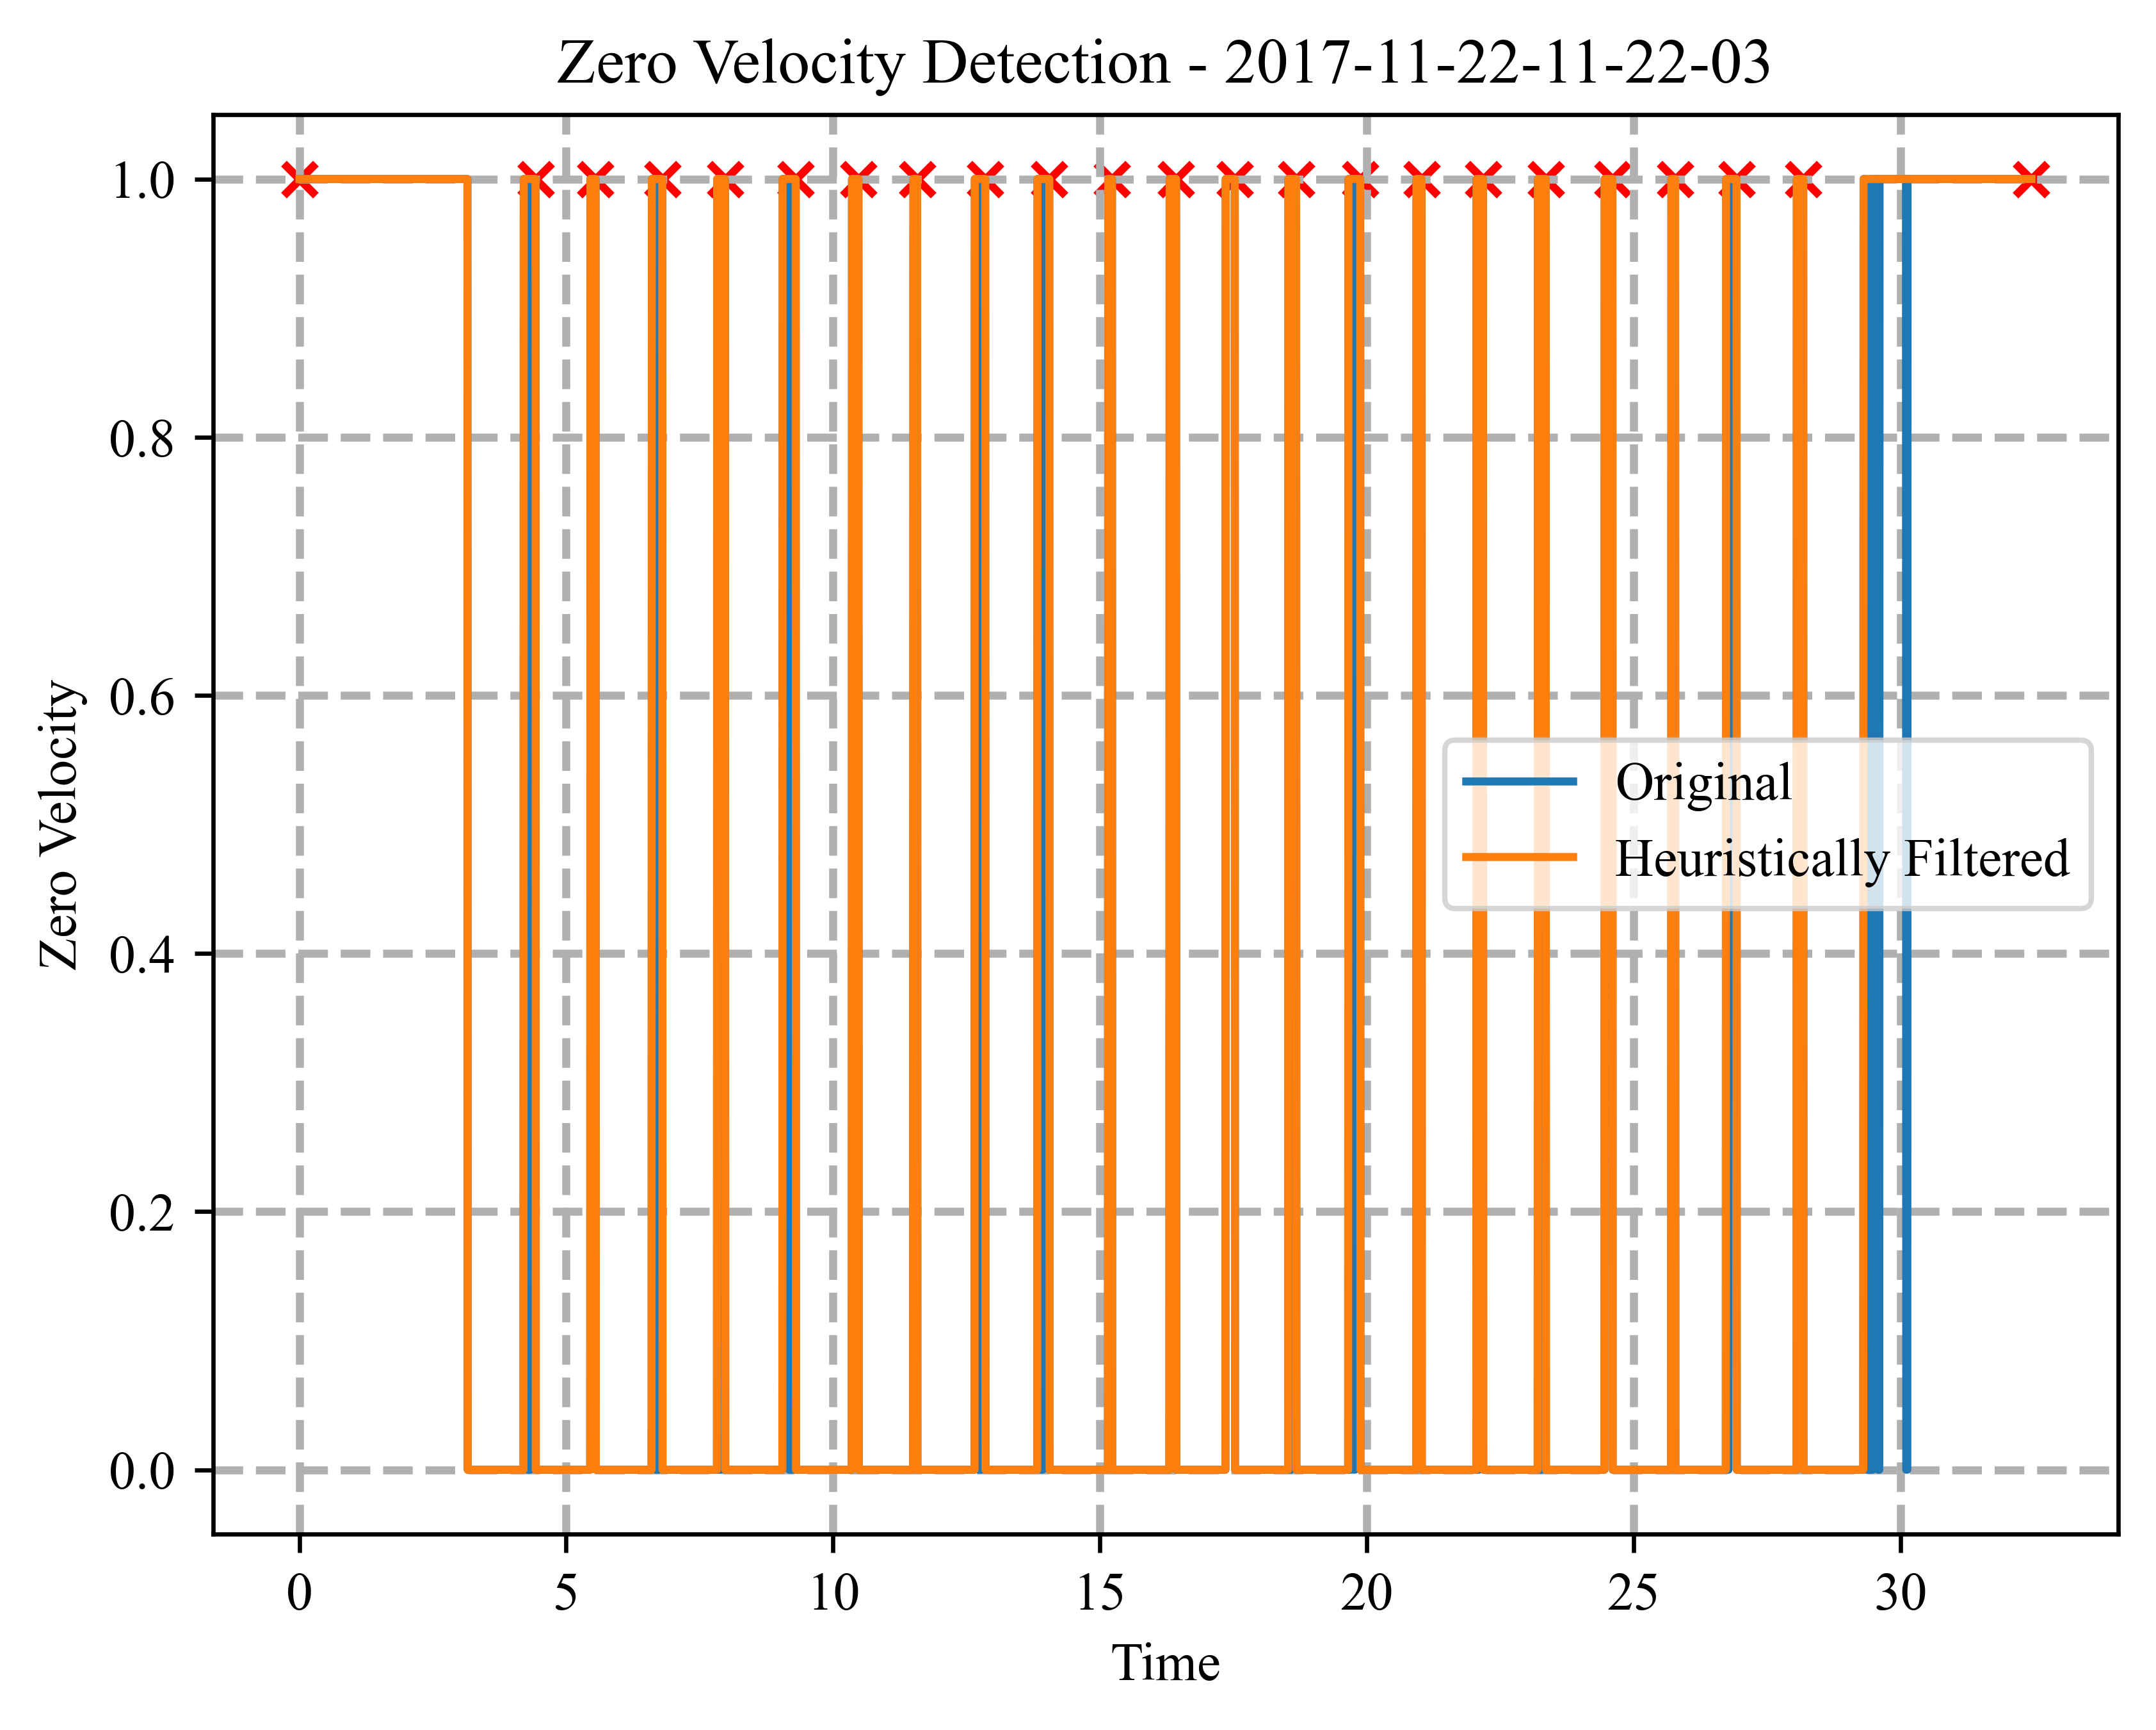 Zero Velocity Detection - 2017-11-22-11-22-03
1.0
0.8
0.6
0.4
0.2
0.0
Zero Velocity
Original
Heuristically Filtered
0 5 10 15 20 25 30
Time